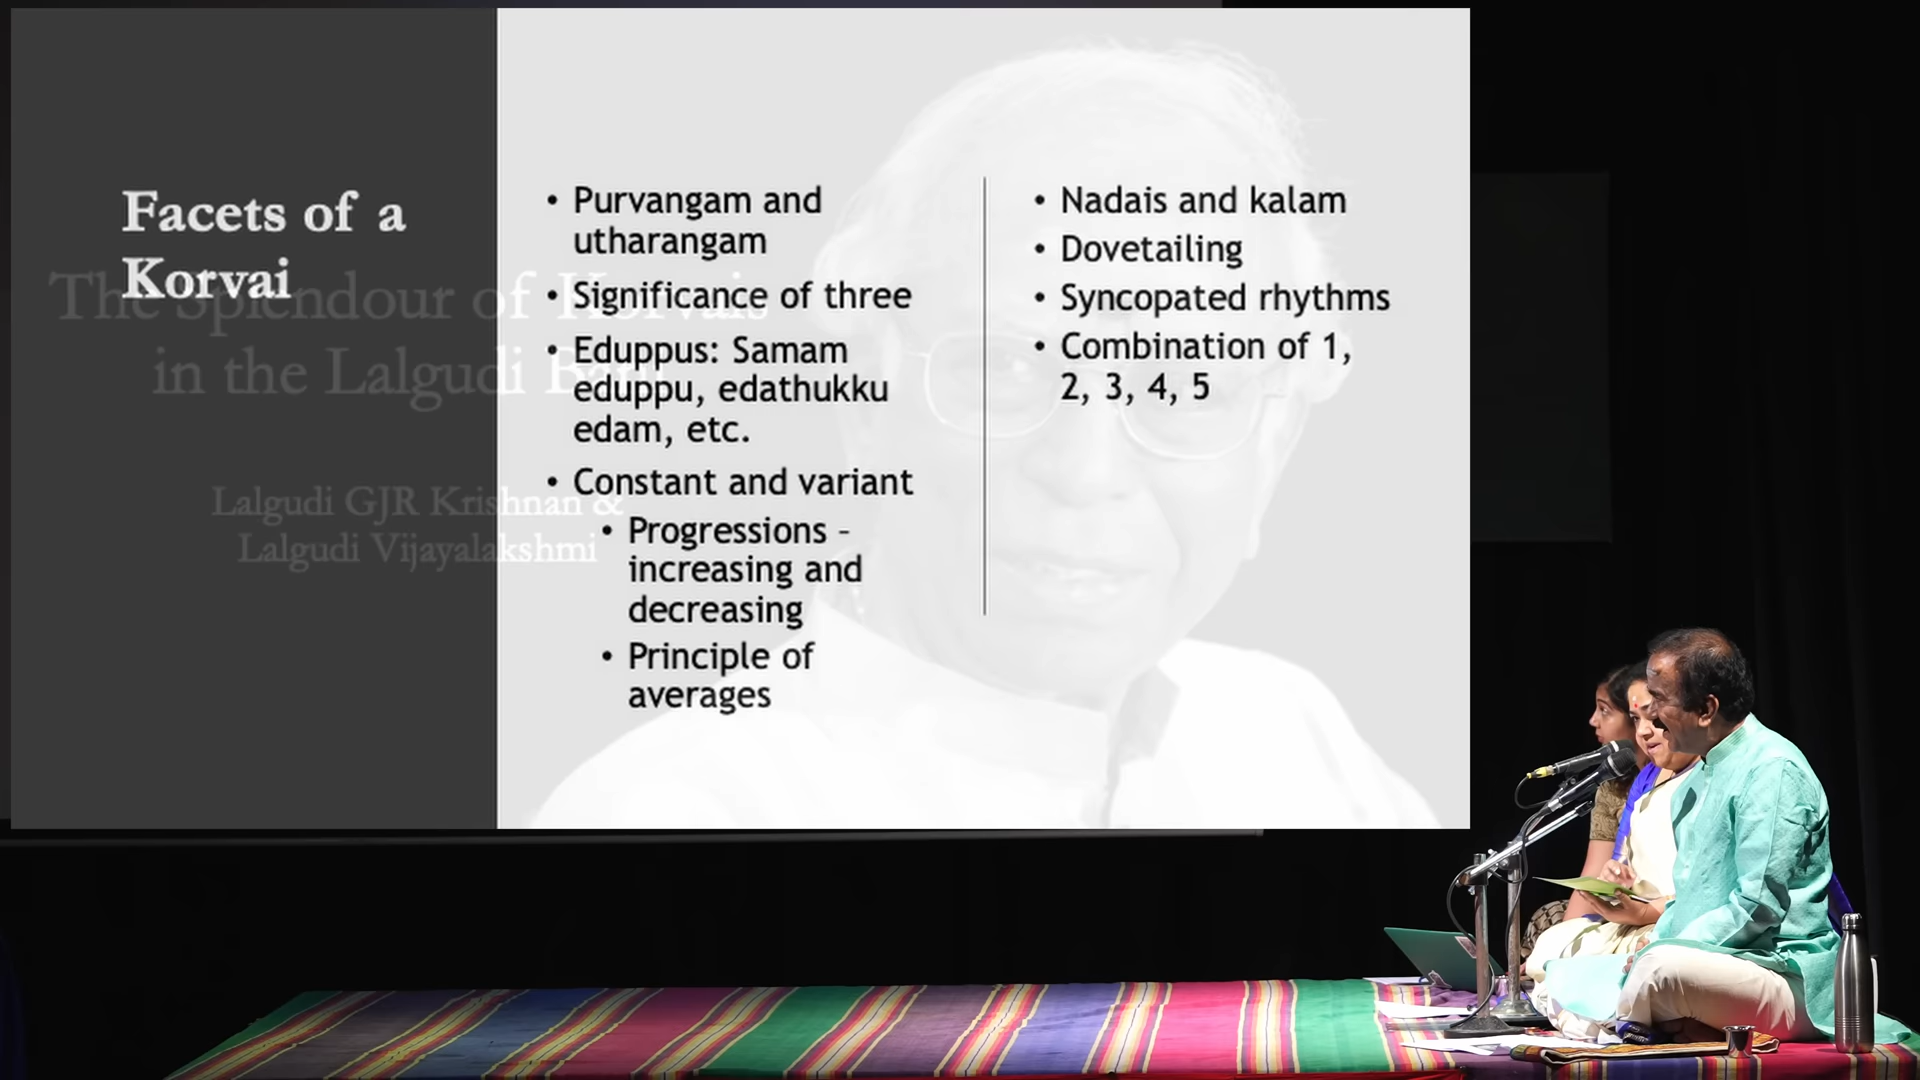 Facets of a
Korvai
The Splendour of Korvais
in the Lalgudi Bani
Lalgudi GJR Krishnan &
Lalgudi Vijayalakshmi
• Purvangam and
utharangam
• Significance of three
• Eduppus: Samam
eduppu, edathukku
edam, etc.
• Constant and variant
• Progressions –
increasing and
decreasing
• Principle of
averages
• Nadais and kalam
• Dovetailing
• Syncopated rhythms
• Combination of 1,
2, 3, 4, 5